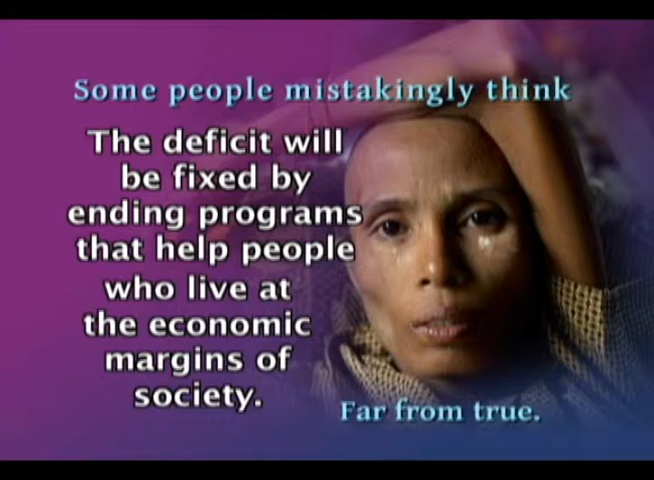 Some people mistakingly think
The deficit will
be fixed by
ending programs
that help people
who live at
the economic
margins of
society.
Far from true.